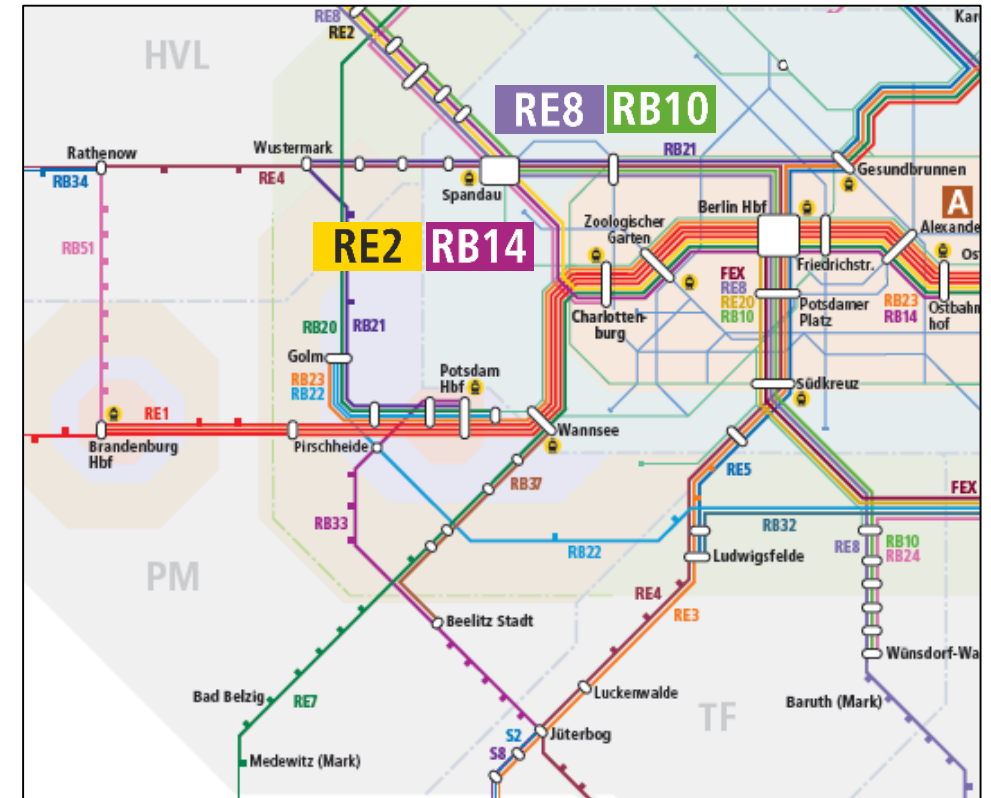 RE8
RE2
HVL
Kar
RE8 RB10
Rathenow
Wustermark
RB21
Gesundbrunnen
RB34
RE4
Spandau
Berlin Hbf
A
RB51
RE2 RB14
Zoologischer
Garten
Alexande
Friedrichstr.
Ost
FEX
RE8
RE20
RB10
RB23
RB14
Potsdamer
Platz
Ostbahn
hof
Charlotten-
burg
RB20
RB21
Golm
RB23
RB22
Potsdam
Hbf
Südkreuz
RE1
Brandenburg
Hbf
Pirschheide
Wannsee
RE5
RB37
FEX
RB33
RB22
RB32
RE8
RB10
RB24
Ludwigsfelde
PM
RE4
RE3
Beelitz Stadt
Wünsdorf-Wa
Bad Belzig
RE7
Luckenwalde
Baruth (Mark)
TF
Jüterbog
S2
S8
Medewitz (Mark)